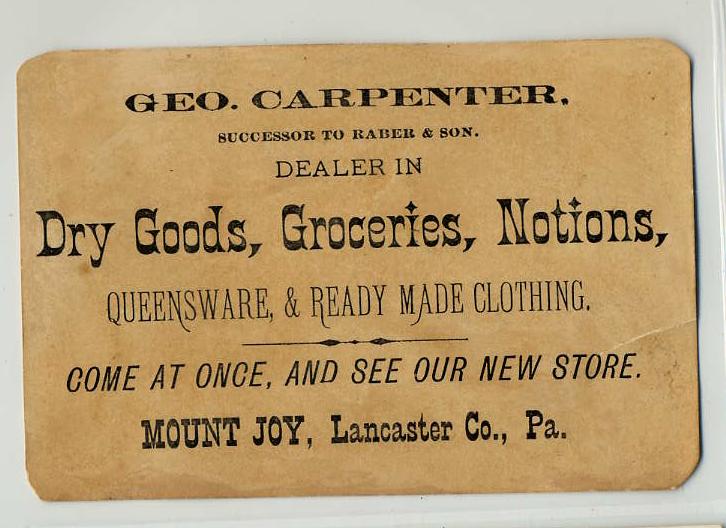 GEO. CARPENTER,
SUCCESSOR TO RABER & SON.
DEALER IN
Dry Goods, Groceries, Notions,
QUEENSWARE, & READY MADE CLOTHING.
COME AT ONCE, AND SEE OUR NEW STORE.
MOUNT JOY, Lancaster Co., Pa.